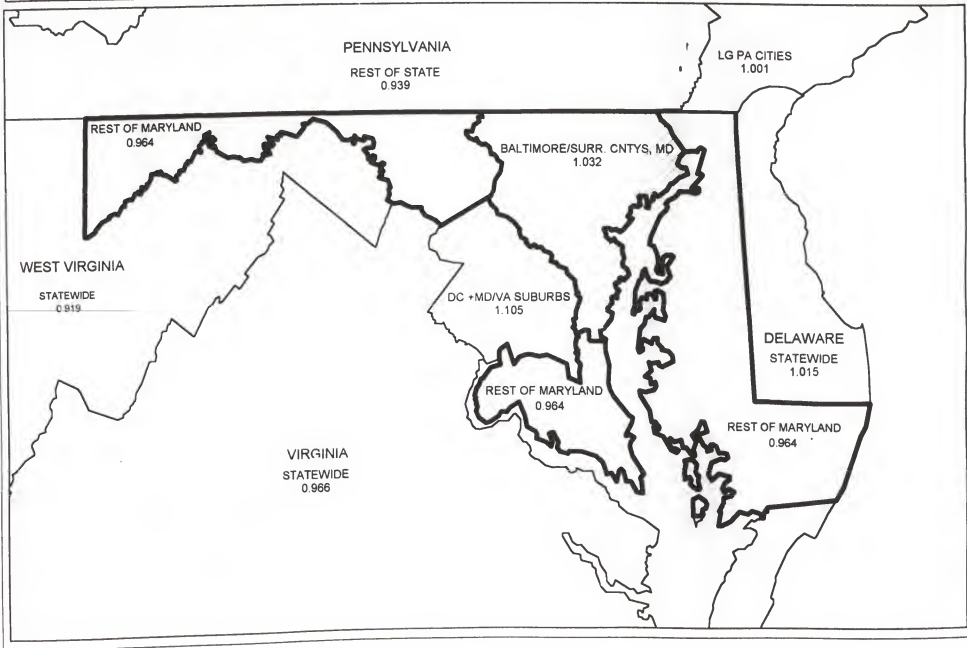 PENNSYLVANIA
REST OF STATE
0.939
LG PA CITIES
1.001
REST OF MARYLAND
0.964
BALTIMORE/SURR. CNTYS, MD
1.032
WEST VIRGINIA
STATEWIDE
0.919
DC +MD/VA SUBURBS
1.105
DELAWARE
STATEWIDE
1.015
REST OF MARYLAND
0.964
REST OF MARYLAND
0.964
VIRGINIA
STATEWIDE
0.966